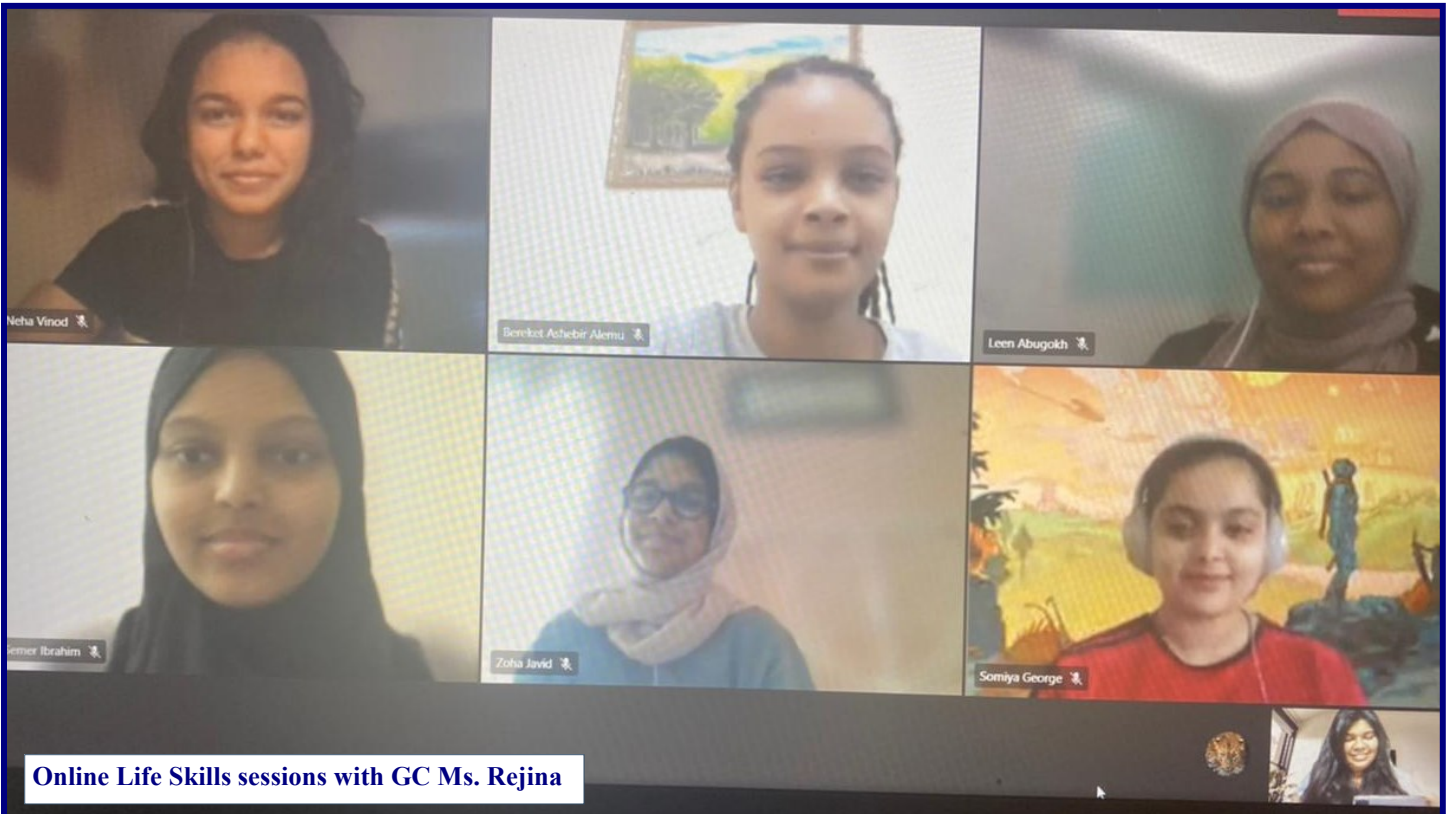 Neha Vinod
Bereket Ashebir Alemu
Leen Abugokh
emer Ibrahim
Zoha Javid
Somiya George
Online Life Skills sessions with GC Ms. Rejina